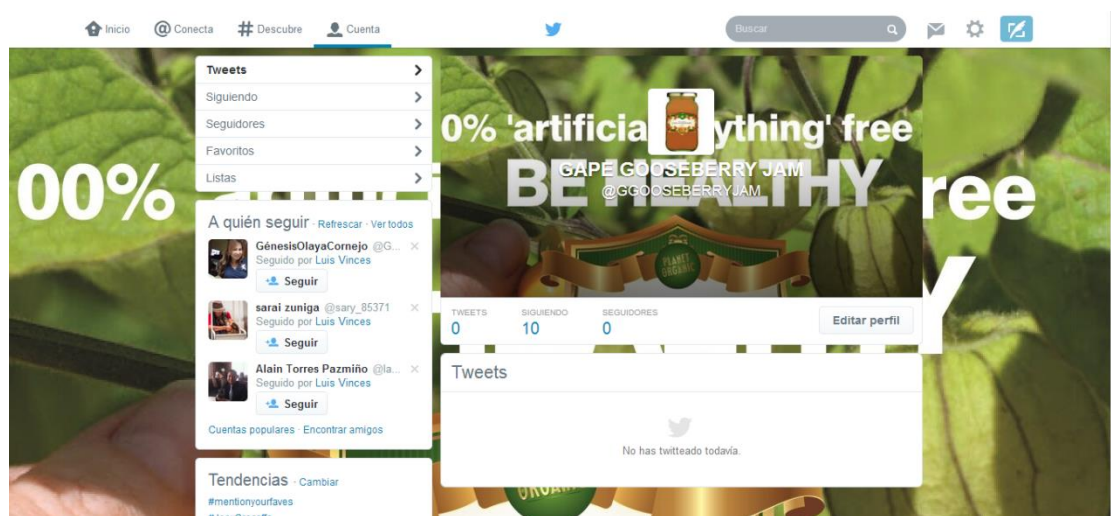 Inicio
Conecta
Descubre
Cuenta
Buscar
Tweets
Siguiendo
Seguidores
Favoritos
Listas
A quién seguir · Refrescar · Ver todos
GénesisOlayaCornejo @G...
Seguido por Luis Vinces
Seguir
sarai zuniga @sary_85371
Seguido por Luis Vinces
Seguir
Alain Torres Pazmiño @la...
Seguido por Luis Vinces
Seguir
Cuentas populares · Encontrar amigos
Tendencias · Cambiar
#mentionyourfaves
0% 'artificia ything' free
BE HEALTHY
GAPE GOOSEBERRY JAM
@GGOOSEBERRYJAM
PLANET
ORGANIC
TWEETS
0
SIGUIENDO
10
SEGUIDORES
0
Editar perfil
Tweets
No has twitteado todavía.
00% free